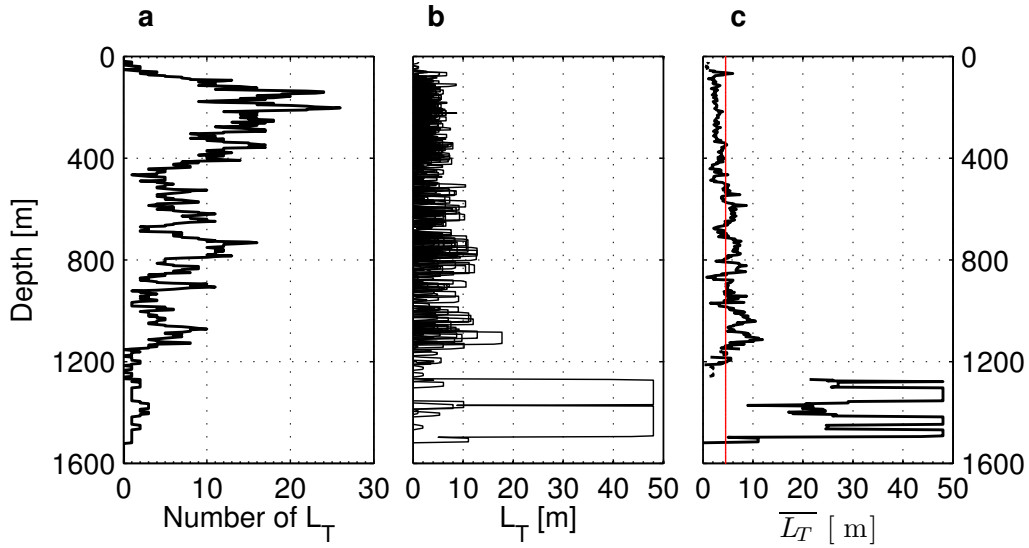 a b c
0 0
400 400
800 800
1200 1200
1600 1600
Depth [m]
0 10 20 30 0 10 20 30 40 50 0 10 20 30 40 50
Number of L_T L_T [m] \overline{L_T} [ m]